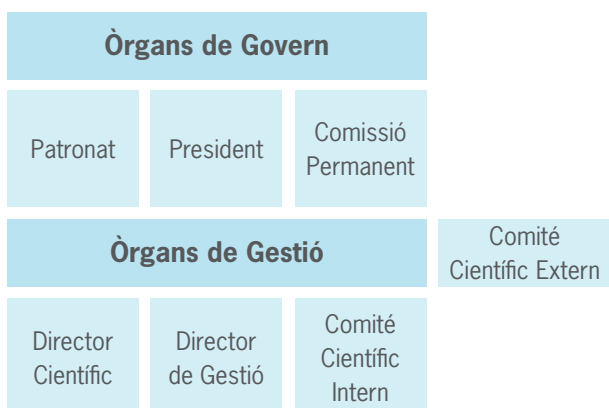 Òrgans de Govern
Patronat
President
Comissió
Permanent
Òrgans de Gestió
Comité
Científic Extern
Director
Científic
Director
de Gestió
Comité
Científic
Intern